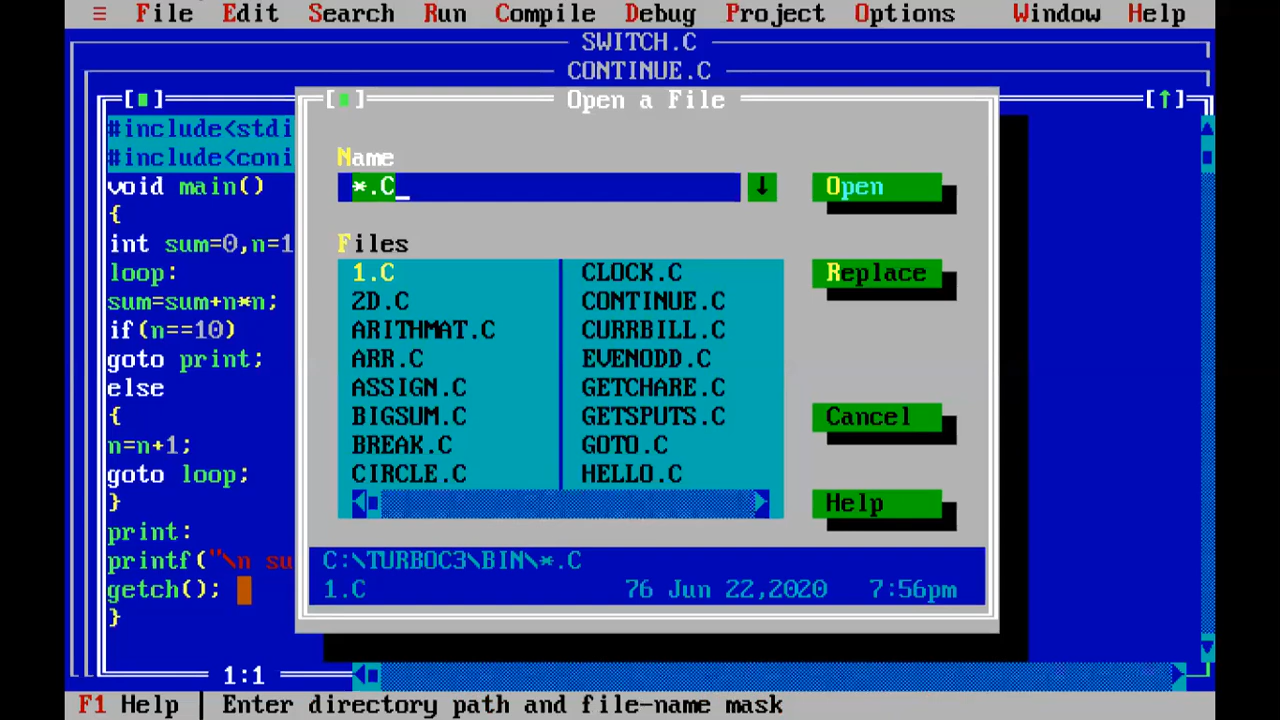 ≡ File Edit Search Run Compile Debug Project Options Window Help
SWITCH.C
CONTINUE.C
[■] [■] Open a File [↑]
#include<stdi
#include<coni
void main()
{
int sum=0,n=1
loop:
sum=sum+n*n;
if(n==10)
goto print;
else
{
n=n+1;
goto loop;
}
print:
printf("\n su
getch();
}
1:1
Name
*.C_ ↓
Files
1.C
2D.C
ARITHMAT.C
ARR.C
ASSIGN.C
BIGSUM.C
BREAK.C
CIRCLE.C
CLOCK.C
CONTINUE.C
CURRBILL.C
EVENODD.C
GETCHARE.C
GETSPUTS.C
GOTO.C
HELLO.C
Open
Replace
Cancel
Help
C:\TURBOC3\BIN\*.C
1.C 76 Jun 22,2020 7:56pm
F1 Help │ Enter directory path and file-name mask